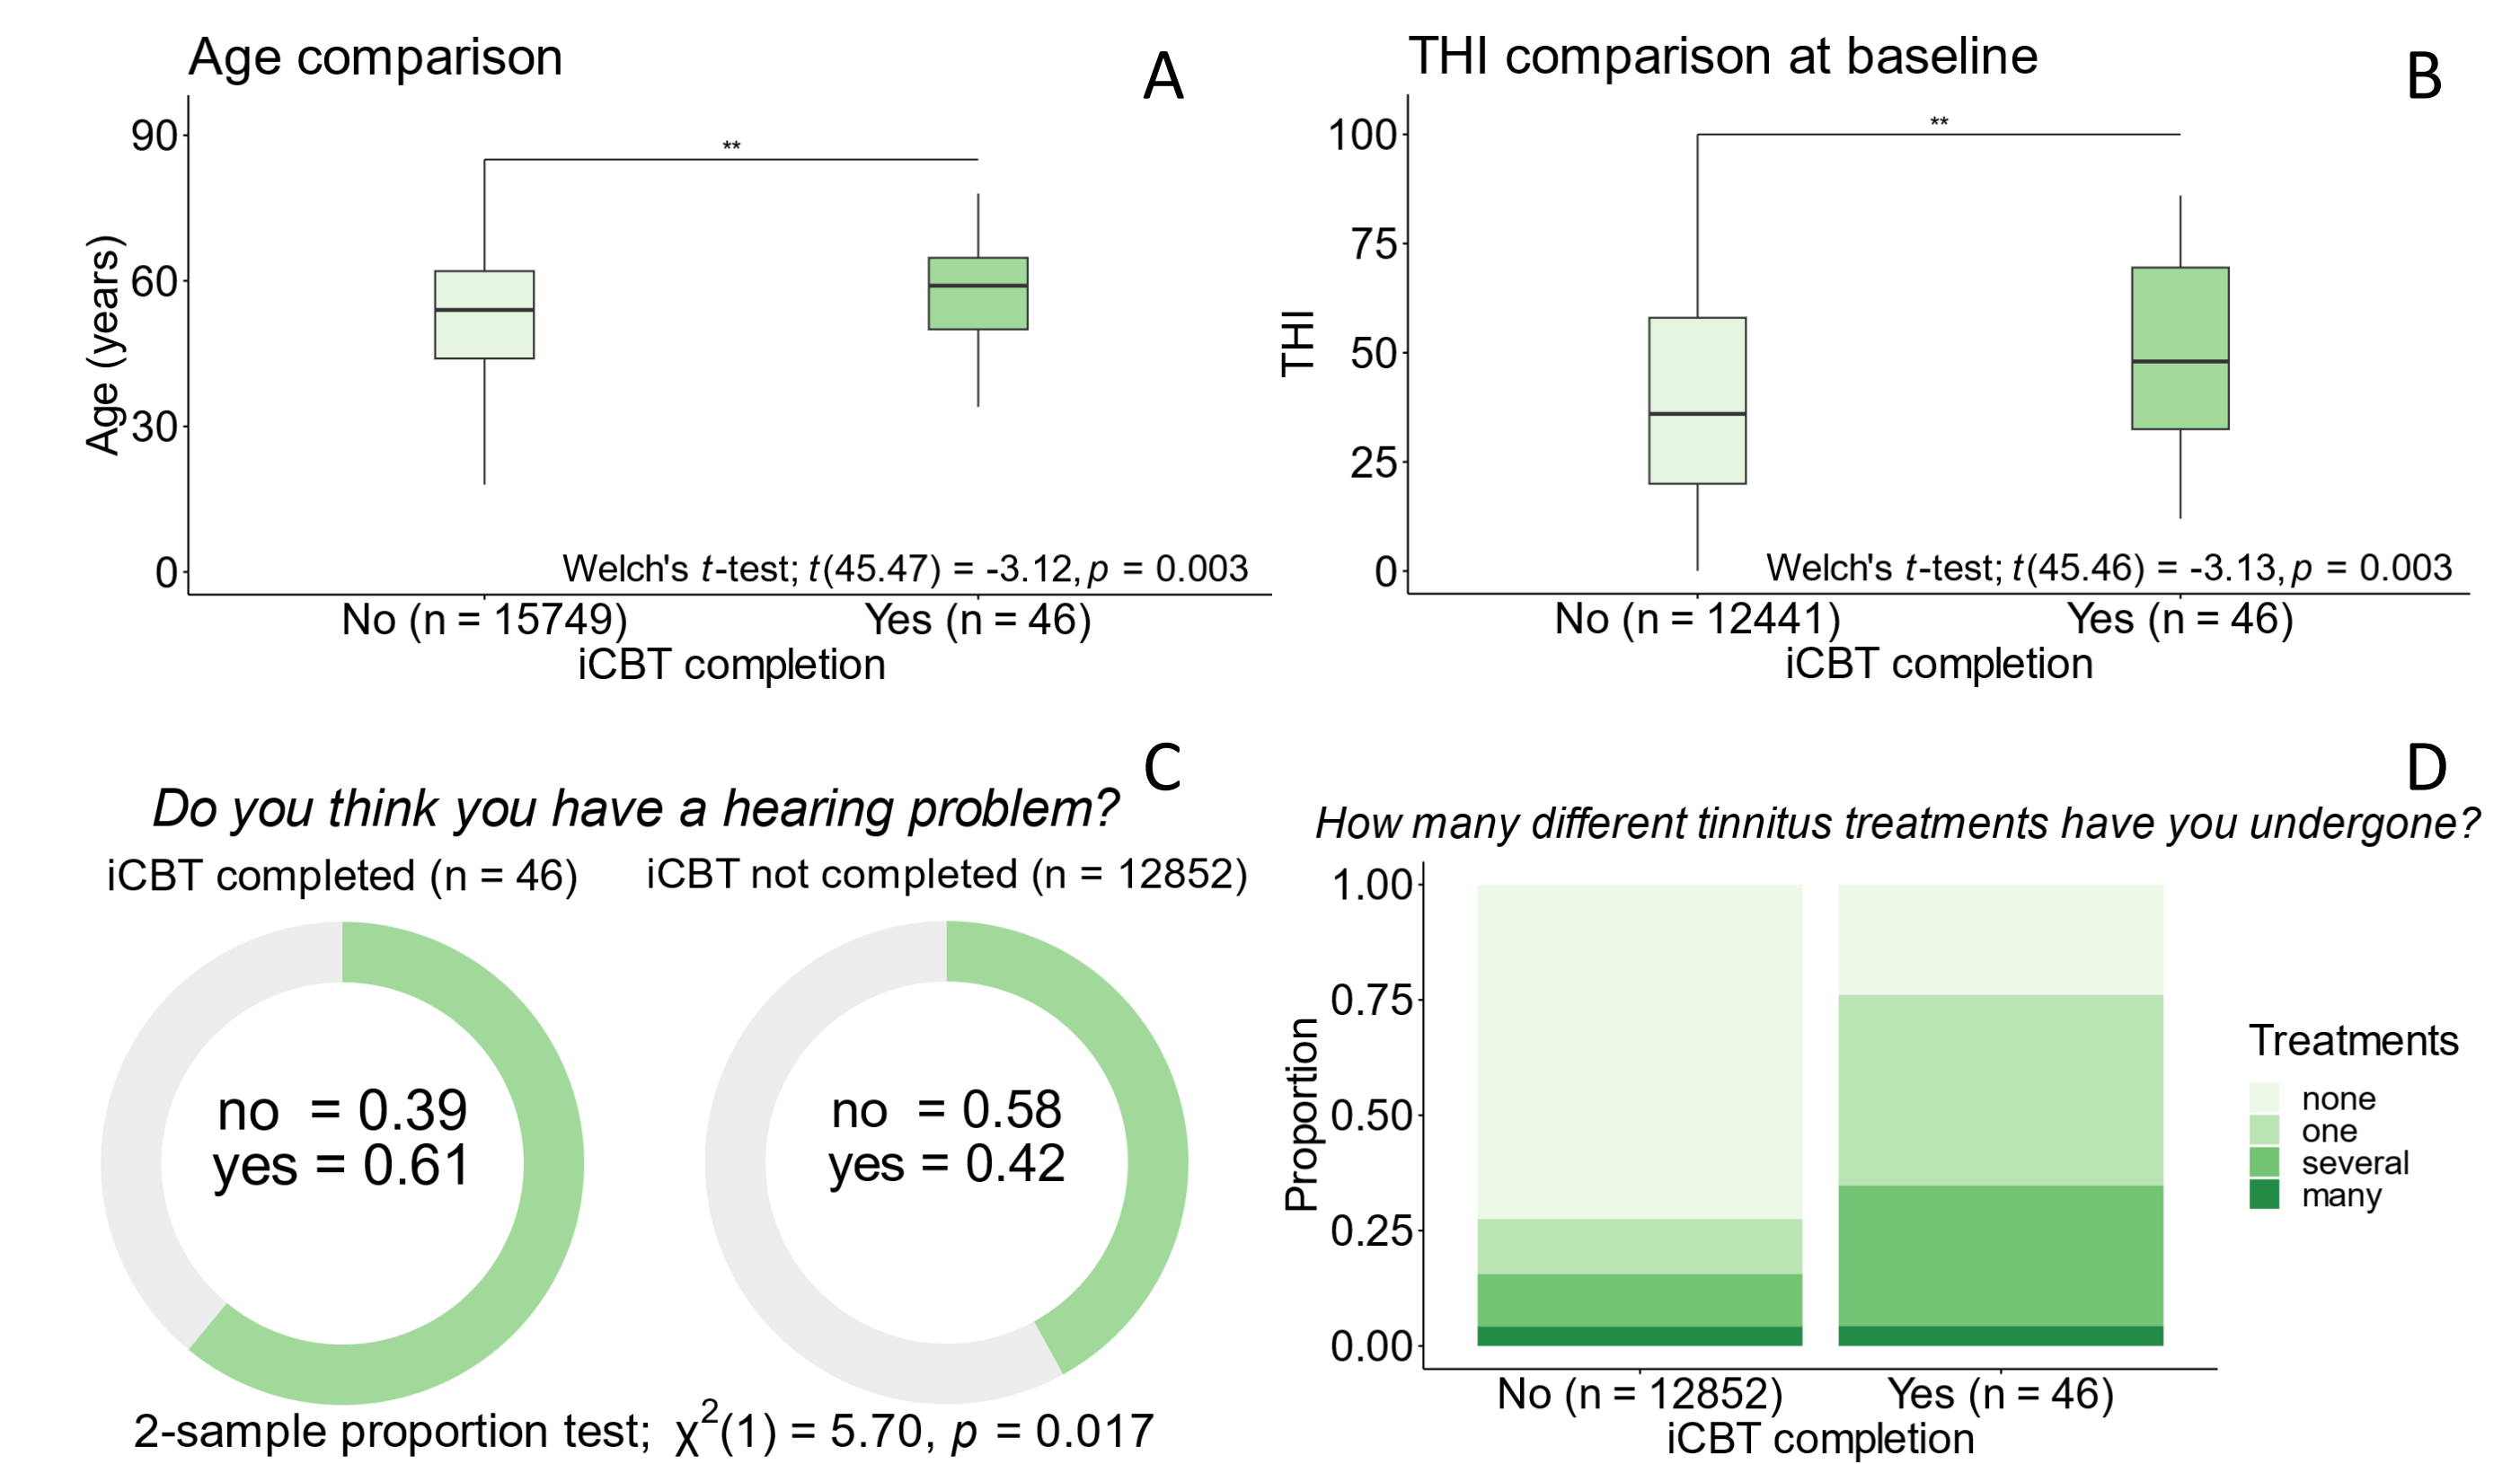 Age comparison
A
90
60
30
0
Age (years)
**
Welch's t-test; t(45.47) = -3.12, p = 0.003
No (n = 15749)
Yes (n = 46)
iCBT completion
THI comparison at baseline
B
100
75
50
25
0
THI
**
Welch's t-test; t(45.46) = -3.13, p = 0.003
No (n = 12441)
Yes (n = 46)
iCBT completion
C
Do you think you have a hearing problem?
iCBT completed (n = 46)
iCBT not completed (n = 12852)
no = 0.39
yes = 0.61
no = 0.58
yes = 0.42
2-sample proportion test; χ²(1) = 5.70, p = 0.017
D
How many different tinnitus treatments have you undergone?
1.00
0.75
0.50
0.25
0.00
Proportion
No (n = 12852)
Yes (n = 46)
iCBT completion
Treatments
none
one
several
many